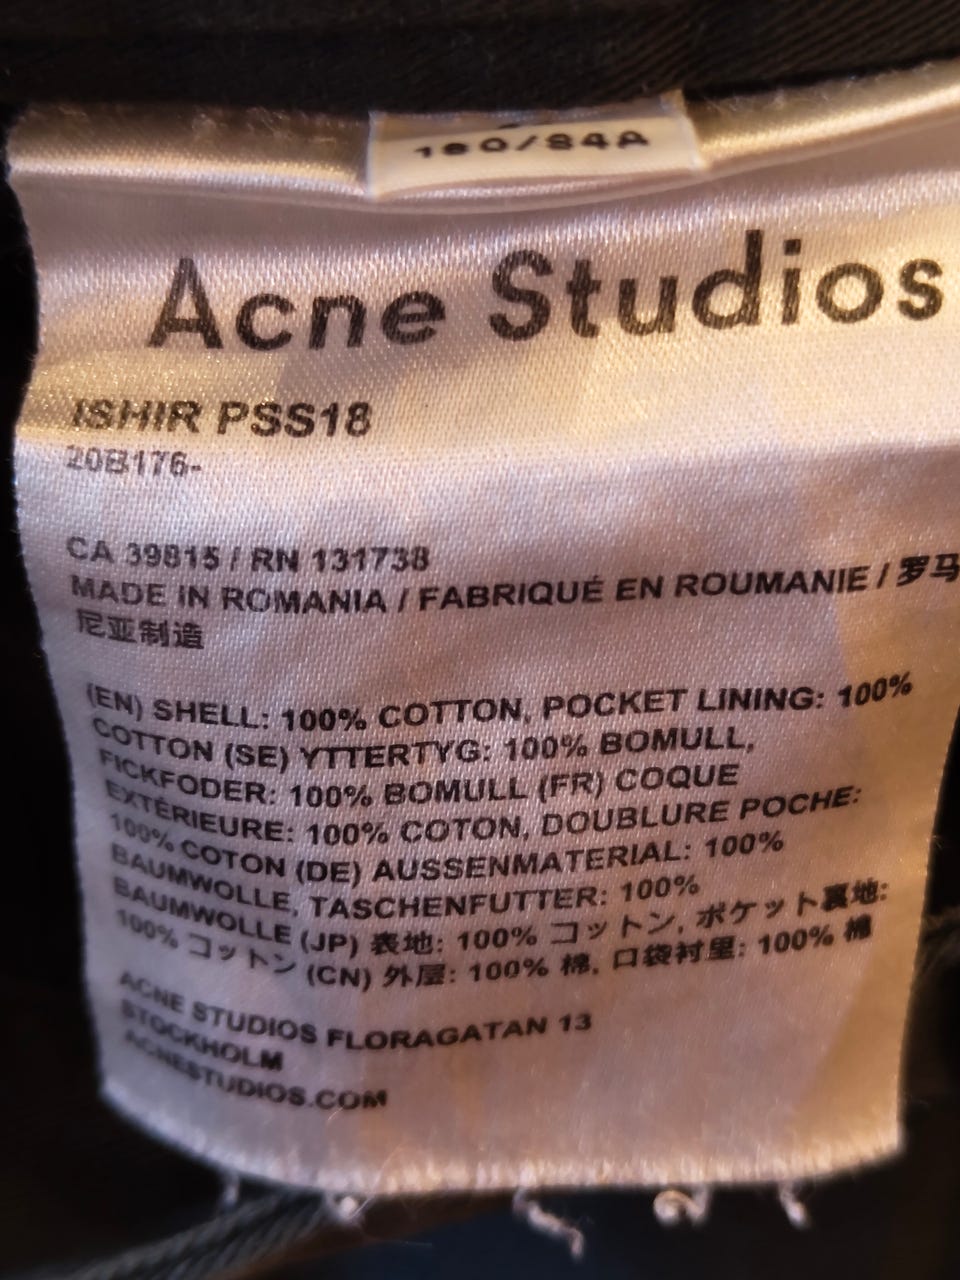 180/84A
Acne Studios
ISHIR PSS18
20B176-
CA 39815 / RN 131738
MADE IN ROMANIA / FABRIQUÉ EN ROUMANIE / 罗马
尼亚制造
(EN) SHELL: 100% COTTON, POCKET LINING: 100%
COTTON (SE) YTTERTYG: 100% BOMULL,
FICKFODER: 100% BOMULL (FR) COQUE
EXTÉRIEURE: 100% COTON, DOUBLURE POCHE:
100% COTON (DE) AUSSENMATERIAL: 100%
BAUMWOLLE, TASCHENFUTTER: 100%
BAUMWOLLE (JP) 表地: 100% コットン, ポケット裏地:
100% コットン (CN) 外层: 100% 棉, 口袋衬里: 100% 棉
ACNE STUDIOS FLORAGATAN 13
STOCKHOLM
ACNESTUDIOS.COM